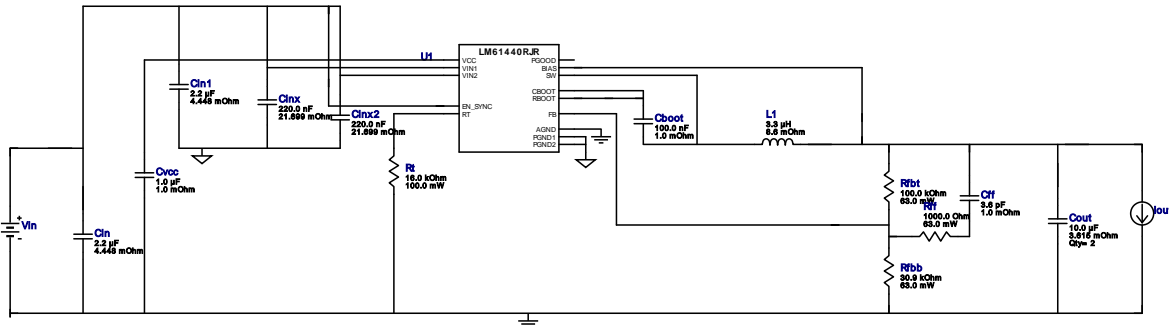 LM61440RJR
U1
VCC
VIN1
VIN2
EN_SYNC
RT
PGOOD
BIAS
SW
CBOOT
RBOOT
FB
AGND
PGND1
PGND2
Cin1
2.2 µF
4.448 mOhm
Cinx
220.0 nF
21.699 mOhm
Cinx2
220.0 nF
21.699 mOhm
Cboot
100.0 nF
1.0 mOhm
L1
3.3 µH
6.6 mOhm
Cvcc
1.0 µF
1.0 mOhm
Rt
16.0 kOhm
100.0 mW
Rfbt
100.0 kOhm
63.0 mW
Rff
1000.0 Ohm
63.0 mW
Cff
3.6 pF
1.0 mOhm
Vin
+
-
Cin
2.2 µF
4.448 mOhm
Cout
10.0 µF
3.615 mOhm
Qty= 2
Iout
Rfbb
30.9 kOhm
63.0 mW